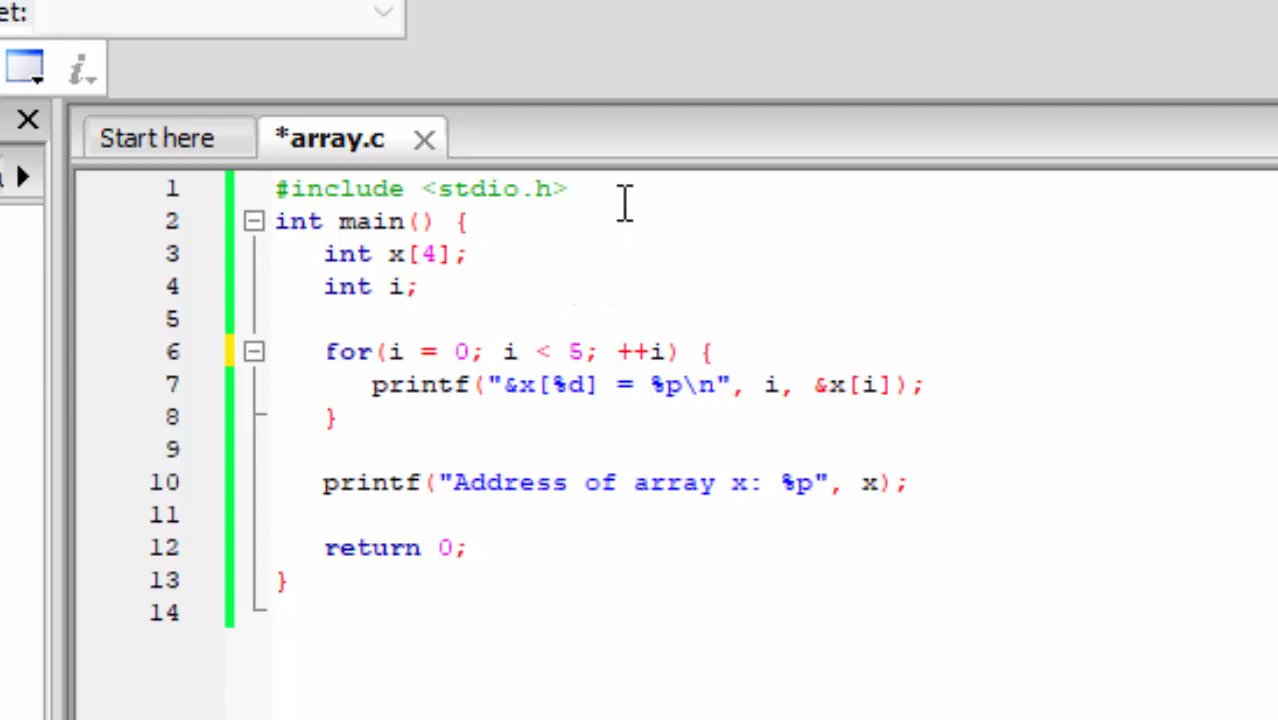 et:
Start here
*array.c
1 #include <stdio.h>
2 int main() {
3 int x[4];
4 int i;
5
6 for(i = 0; i < 5; ++i) {
7 printf("&x[%d] = %p\n", i, &x[i]);
8 }
9
10 printf("Address of array x: %p", x);
11
12 return 0;
13 }
14